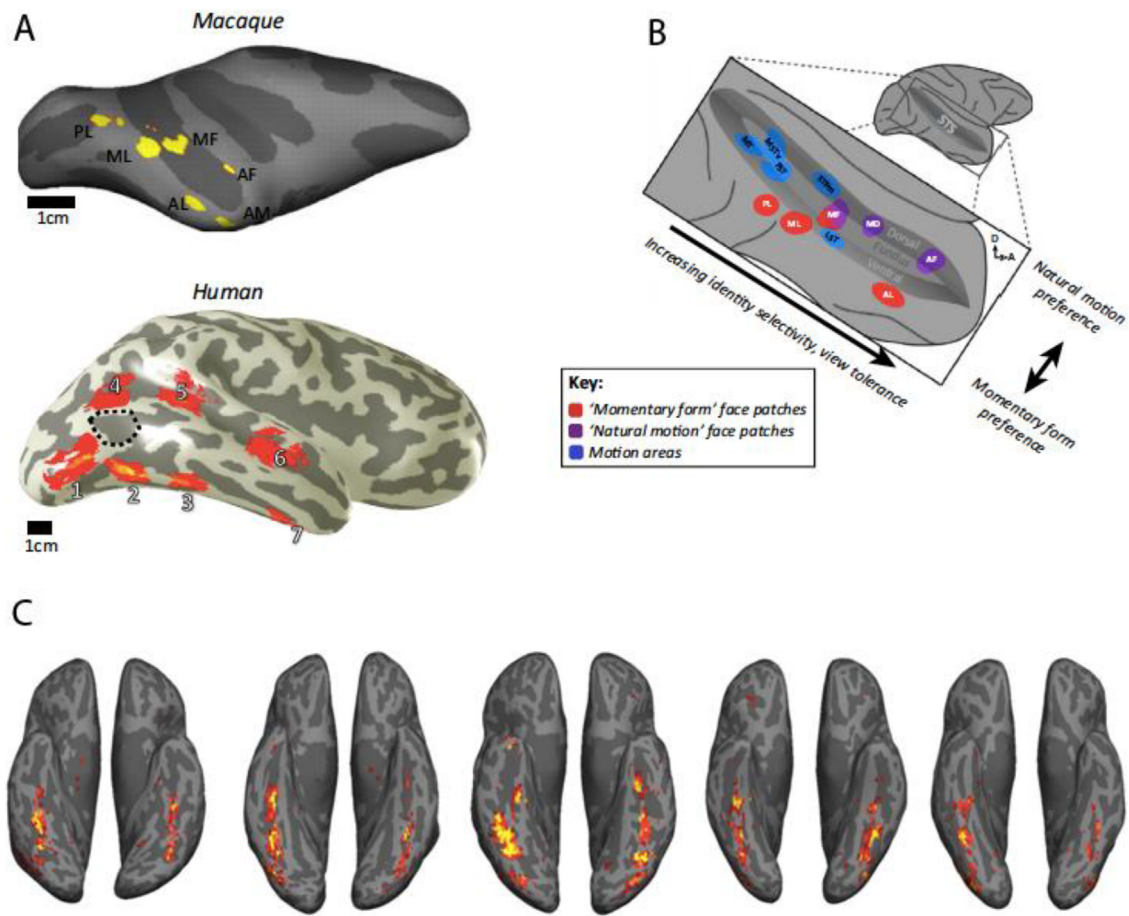 A
Macaque
PL
ML
MF
AF
AL
AM
1cm
Human
4
5
6
1
2
3
7
1cm
B
STS
MT
MSTv
FST
STPm
PL
ML
MF
LST
MD
AF
AL
Dorsal
Fundus
Ventral
D
A
Increasing identity selectivity, view tolerance
Natural motion
preference
Momentary form
preference
Key:
'Momentary form' face patches
'Natural motion' face patches
Motion areas
C